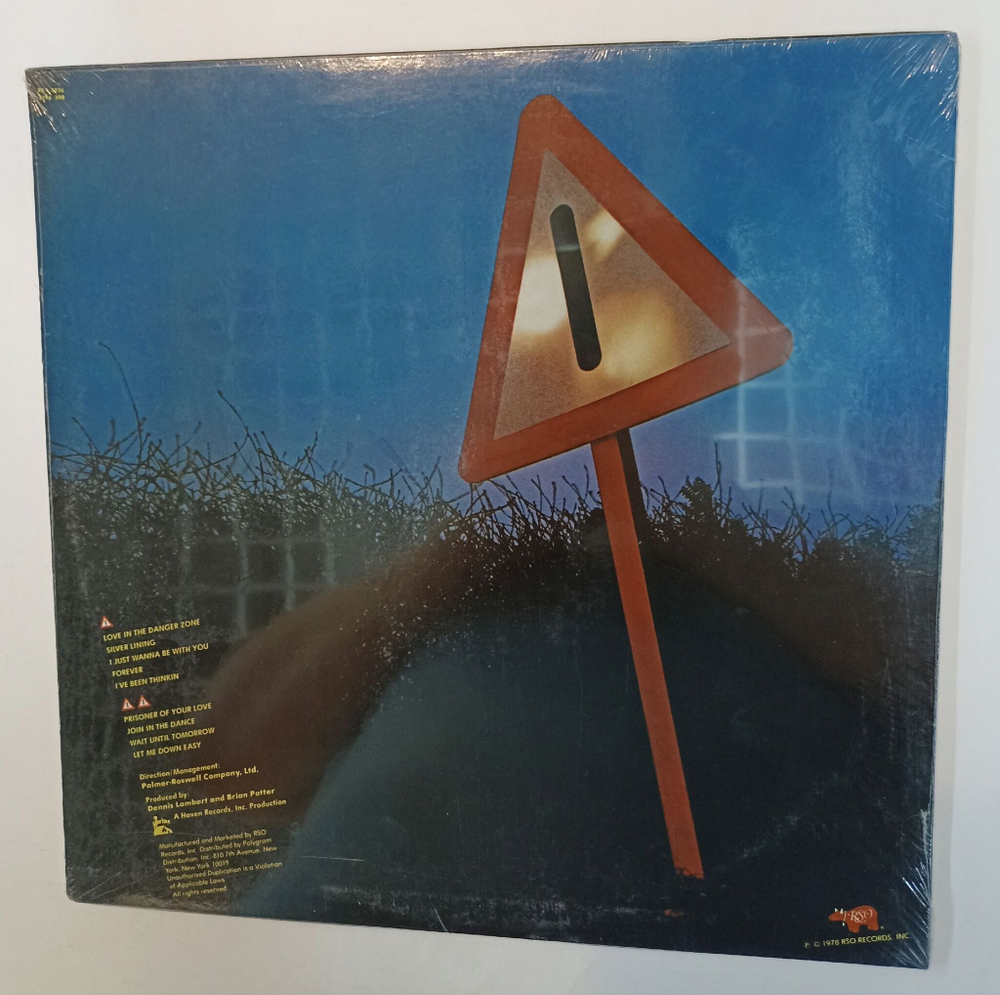 LOVE IN THE DANGER ZONE
SILVER LINING
I JUST WANNA BE WITH YOU
FOREVER
I'VE BEEN THINKIN
PRISONER OF YOUR LOVE
JOIN IN THE DANCE
WAIT UNTIL TOMORROW
LET ME DOWN EASY
Direction/Management:
Palmer-Roswell Company, Ltd.
Produced by:
Dennis Lambert and Brian Potter
A Haven Records, Inc. Production
Manufactured and Marketed by RSO
Records, Inc. Distributed by Polygram
Distribution, Inc. 810 7th Avenue, New
York, New York 10019
Unauthorized Duplication is a Violation
of Applicable Laws
All rights reserved
RSO
℗ © 1978 RSO RECORDS, INC.